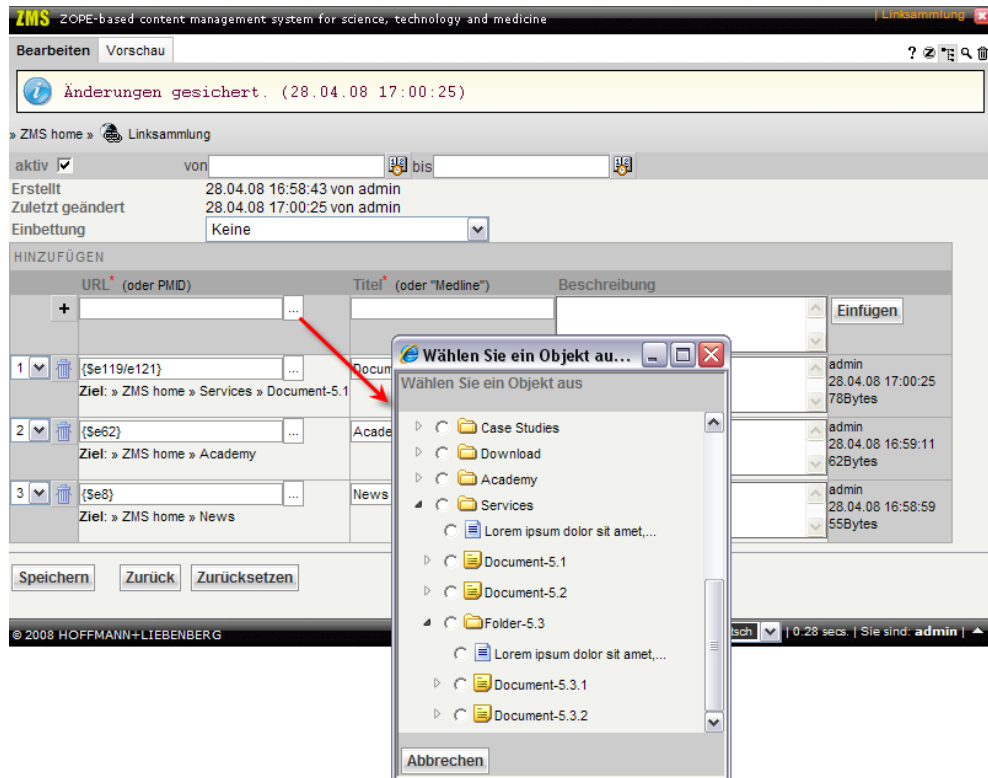 ZMS ZOPE-based content management system for science, technology and medicine | Linksammlung
Bearbeiten Vorschau ?
Änderungen gesichert. (28.04.08 17:00:25)
» ZMS home » Linksammlung
aktiv von bis
Erstellt 28.04.08 16:58:43 von admin
Zuletzt geändert 28.04.08 17:00:25 von admin
Einbettung Keine
HINZUFÜGEN
URL* (oder PMID) Titel* (oder "Medline") Beschreibung
+ ... Einfügen
1 {$e119/e121} ... admin
28.04.08 17:00:25
Ziel: » ZMS home » Services » Document-5.1 78Bytes
2 {$e62} ... admin
28.04.08 16:59:11
Ziel: » ZMS home » Academy 62Bytes
3 {$e8} ... News admin
28.04.08 16:58:59
Ziel: » ZMS home » News 55Bytes
Speichern Zurück Zurücksetzen
© 2008 HOFFMANN+LIEBENBERG | 0.28 secs. | Sie sind: admin |
Wählen Sie ein Objekt au...
Wählen Sie ein Objekt aus
Case Studies
Download
Academy
Services
Lorem ipsum dolor sit amet,...
Document-5.1
Document-5.2
Folder-5.3
Lorem ipsum dolor sit amet,...
Document-5.3.1
Document-5.3.2
Abbrechen